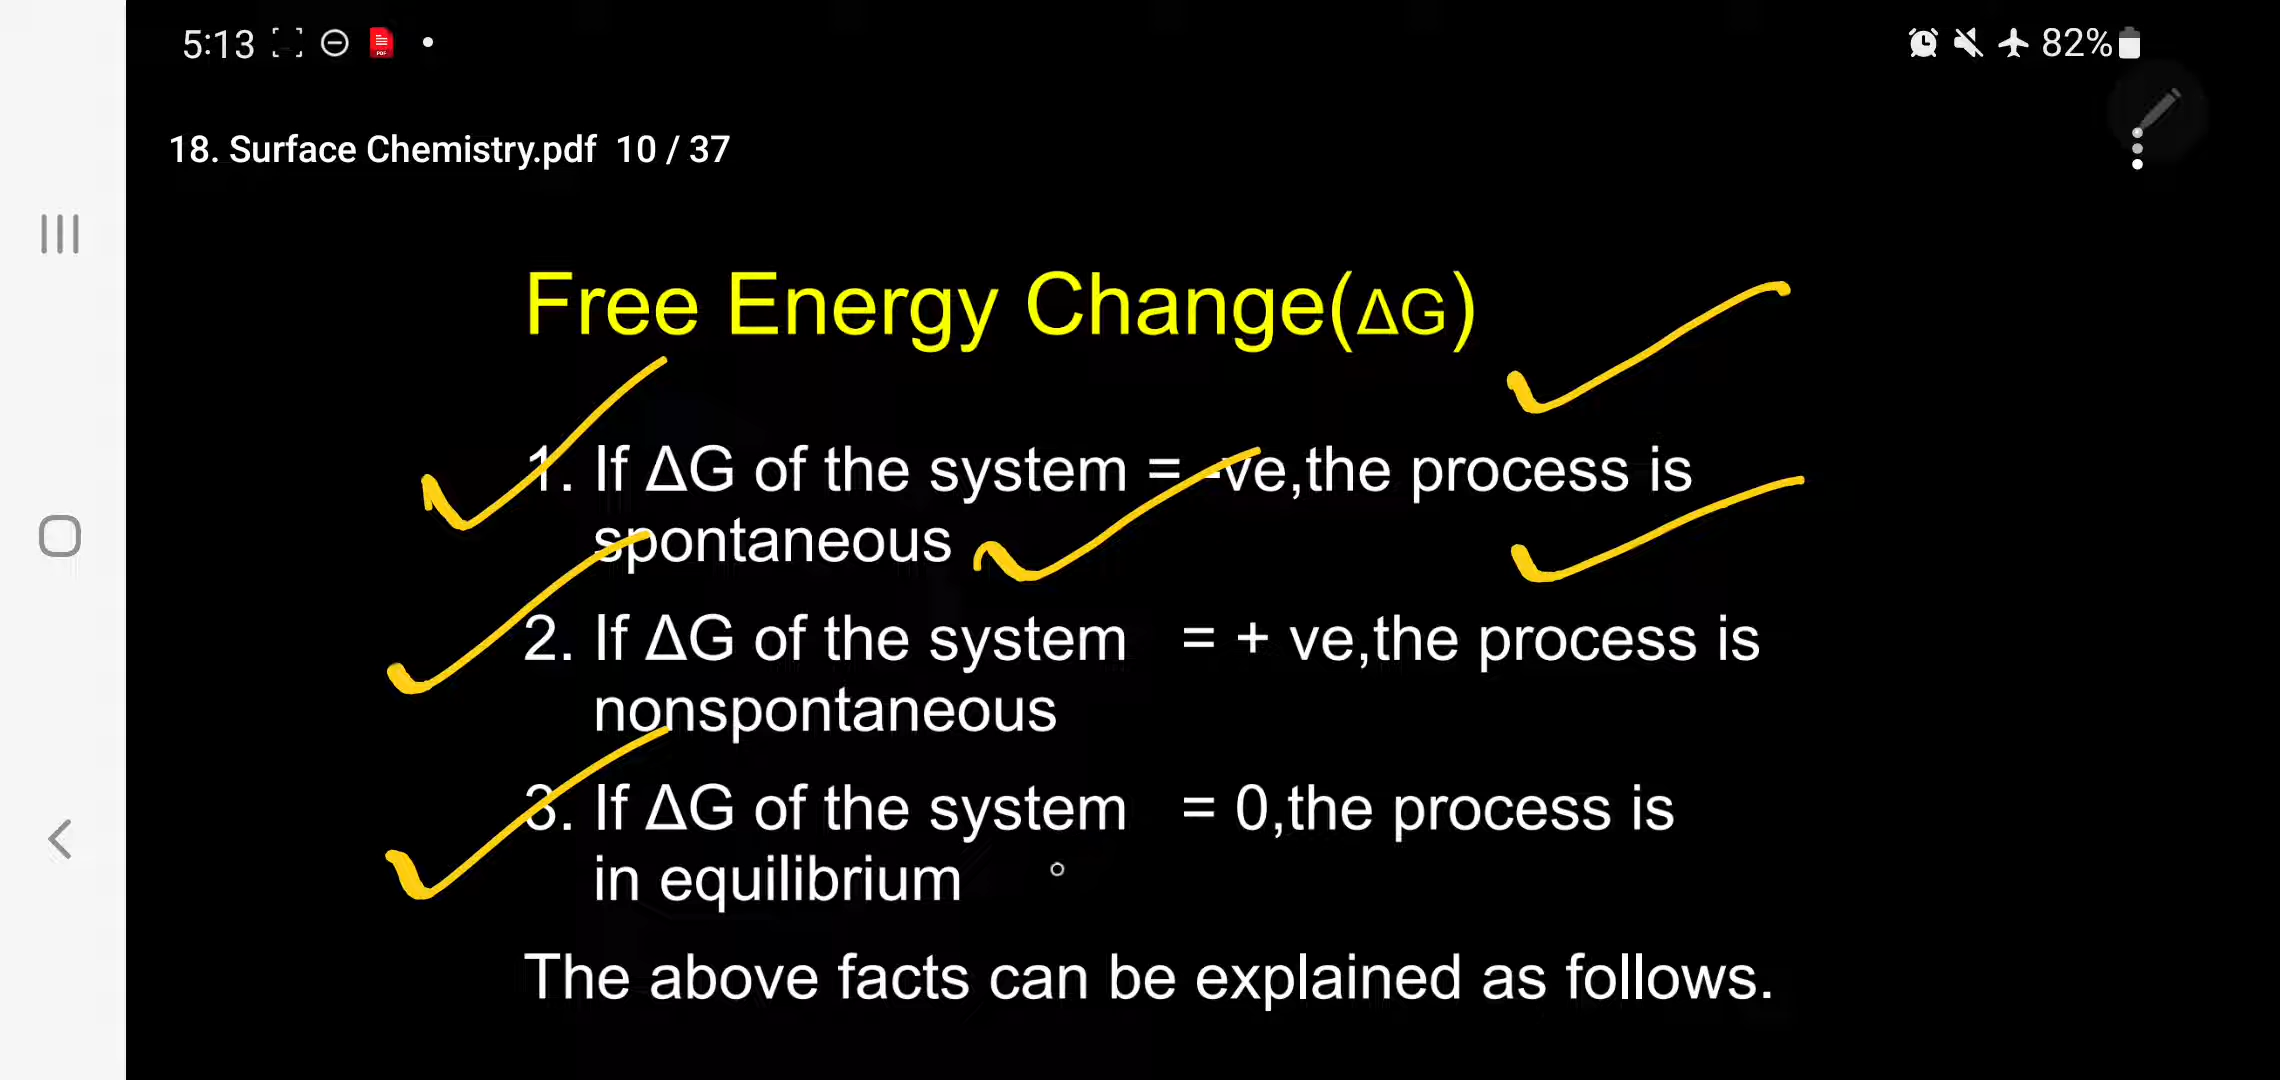 5:13
82%
18. Surface Chemistry.pdf 10 / 37
Free Energy Change(ΔG)
1. If ΔG of the system = -ve,the process is
spontaneous
2. If ΔG of the system = + ve,the process is
nonspontaneous
3. If ΔG of the system = 0,the process is
in equilibrium
The above facts can be explained as follows.